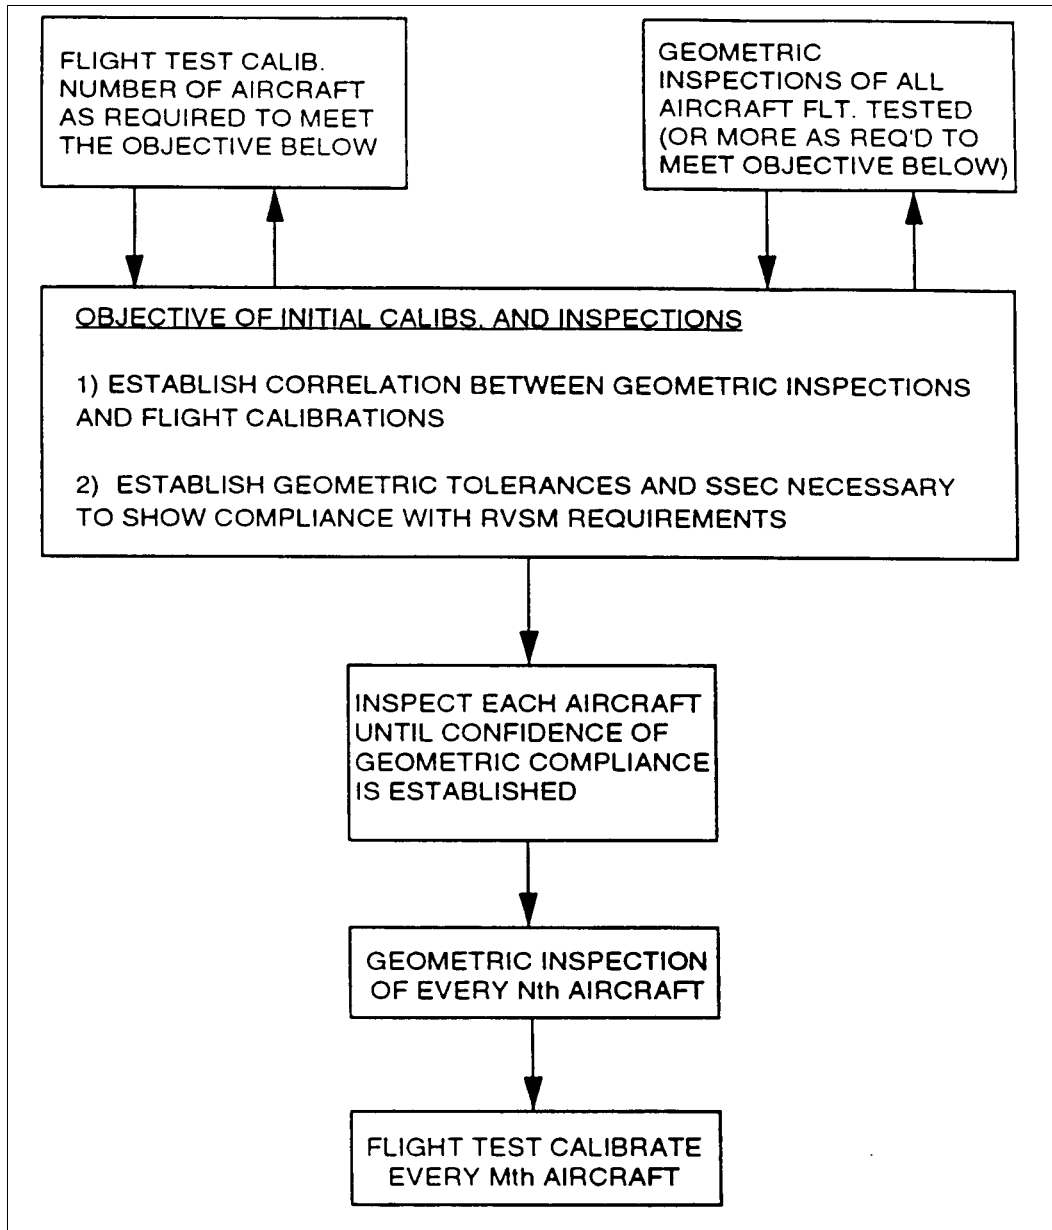 FLIGHT TEST CALIB.
NUMBER OF AIRCRAFT
AS REQUIRED TO MEET
THE OBJECTIVE BELOW
GEOMETRIC
INSPECTIONS OF ALL
AIRCRAFT FLT. TESTED
(OR MORE AS REQ'D TO
MEET OBJECTIVE BELOW)
OBJECTIVE OF INITIAL CALIBS. AND INSPECTIONS
1) ESTABLISH CORRELATION BETWEEN GEOMETRIC INSPECTIONS
AND FLIGHT CALIBRATIONS
2) ESTABLISH GEOMETRIC TOLERANCES AND SSEC NECESSARY
TO SHOW COMPLIANCE WITH RVSM REQUIREMENTS
INSPECT EACH AIRCRAFT
UNTIL CONFIDENCE OF
GEOMETRIC COMPLIANCE
IS ESTABLISHED
GEOMETRIC INSPECTION
OF EVERY Nth AIRCRAFT
FLIGHT TEST CALIBRATE
EVERY Mth AIRCRAFT